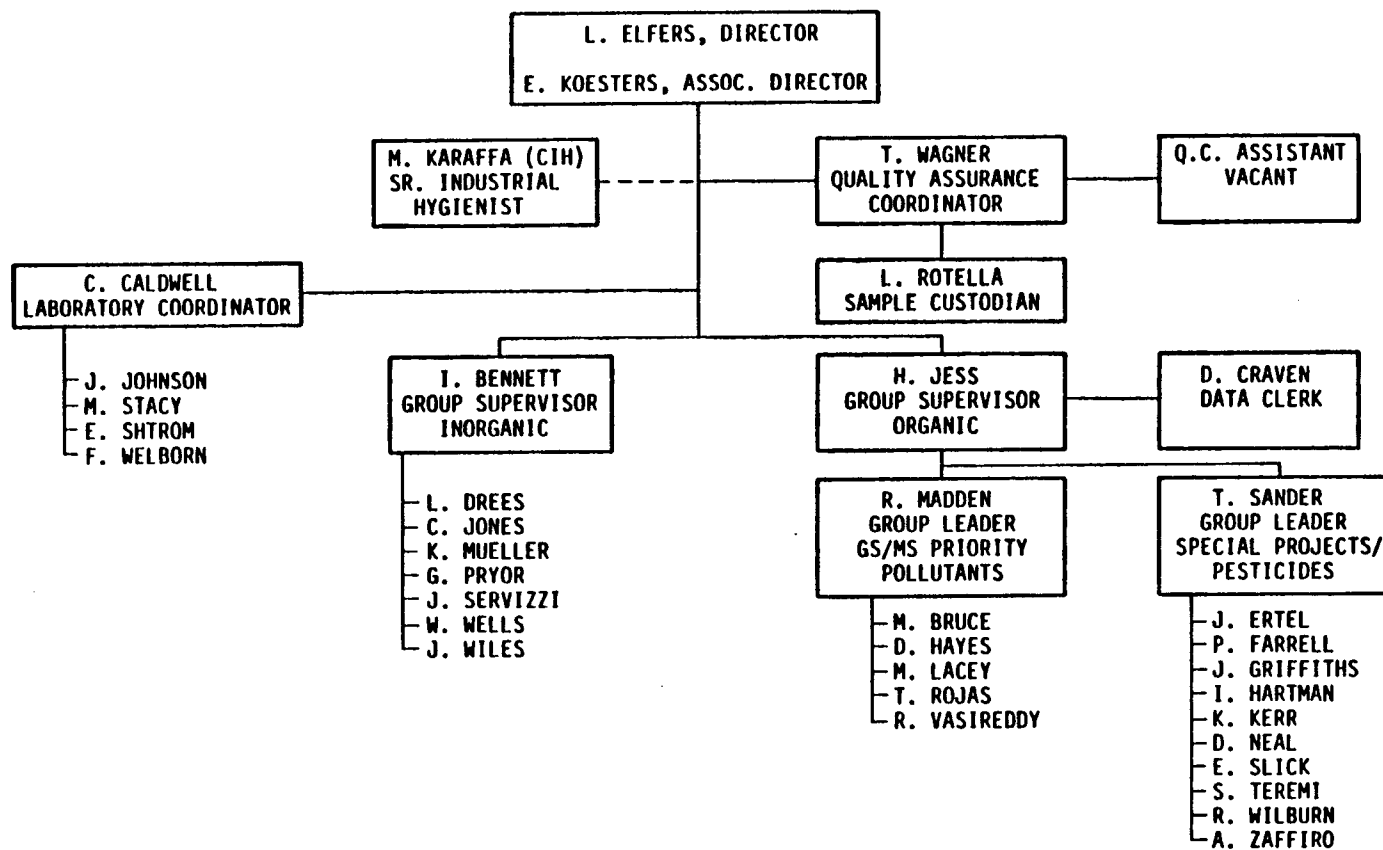 L. ELFERS, DIRECTOR
E. KOESTERS, ASSOC. DIRECTOR
M. KARAFFA (CIH)
SR. INDUSTRIAL
HYGIENIST
T. WAGNER
QUALITY ASSURANCE
COORDINATOR
Q.C. ASSISTANT
VACANT
L. ROTELLA
SAMPLE CUSTODIAN
C. CALDWELL
LABORATORY COORDINATOR
J. JOHNSON
M. STACY
E. SHTROM
F. WELBORN
I. BENNETT
GROUP SUPERVISOR
INORGANIC
L. DREES
C. JONES
K. MUELLER
G. PRYOR
J. SERVIZZI
W. WELLS
J. WILES
H. JESS
GROUP SUPERVISOR
ORGANIC
D. CRAVEN
DATA CLERK
R. MADDEN
GROUP LEADER
GS/MS PRIORITY
POLLUTANTS
M. BRUCE
D. HAYES
M. LACEY
T. ROJAS
R. VASIREDDY
T. SANDER
GROUP LEADER
SPECIAL PROJECTS/
PESTICIDES
J. ERTEL
P. FARRELL
J. GRIFFITHS
I. HARTMAN
K. KERR
D. NEAL
E. SLICK
S. TEREMI
R. WILBURN
A. ZAFFIRO